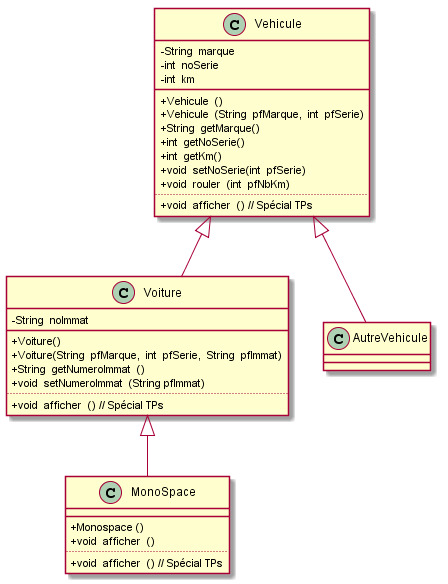 C Vehicule
-String marque
-int noSerie
-int km
+Vehicule ()
+Vehicule (String pfMarque, int pfSerie)
+String getMarque()
+int getNoSerie()
+int getKm()
+void setNoSerie(int pfSerie)
+void rouler (int pfNbKm)
+void afficher () // Spécial TPs
C Voiture
-String noImmat
+Voiture()
+Voiture(String pfMarque, int pfSerie, String pfImmat)
+String getNumeroImmat ()
+void setNumeroImmat (String pfImmat)
+void afficher () // Spécial TPs
C AutreVehicule
C MonoSpace
+Monospace ()
+void afficher ()
+void afficher () // Spécial TPs